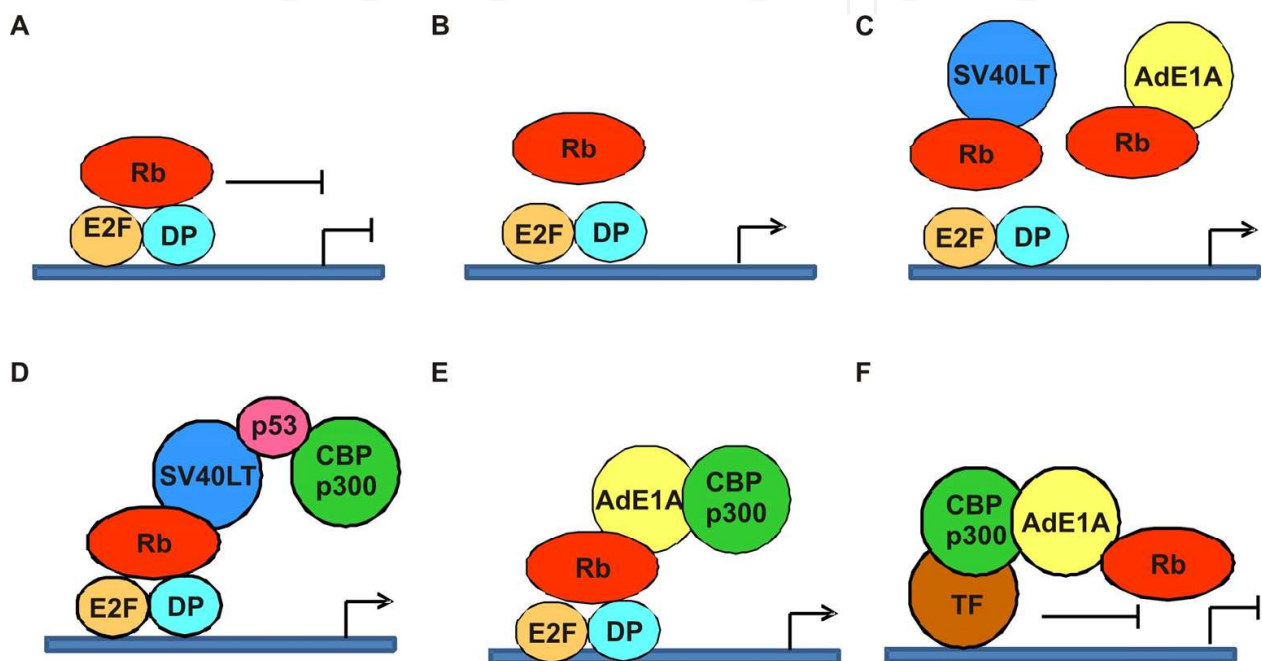 A
Rb
E2F
DP
B
Rb
E2F
DP
C
SV40LT
AdE1A
Rb
Rb
E2F
DP
D
p53
SV40LT
CBP
p300
Rb
E2F
DP
E
AdE1A
CBP
p300
Rb
E2F
DP
F
CBP
p300
AdE1A
Rb
TF